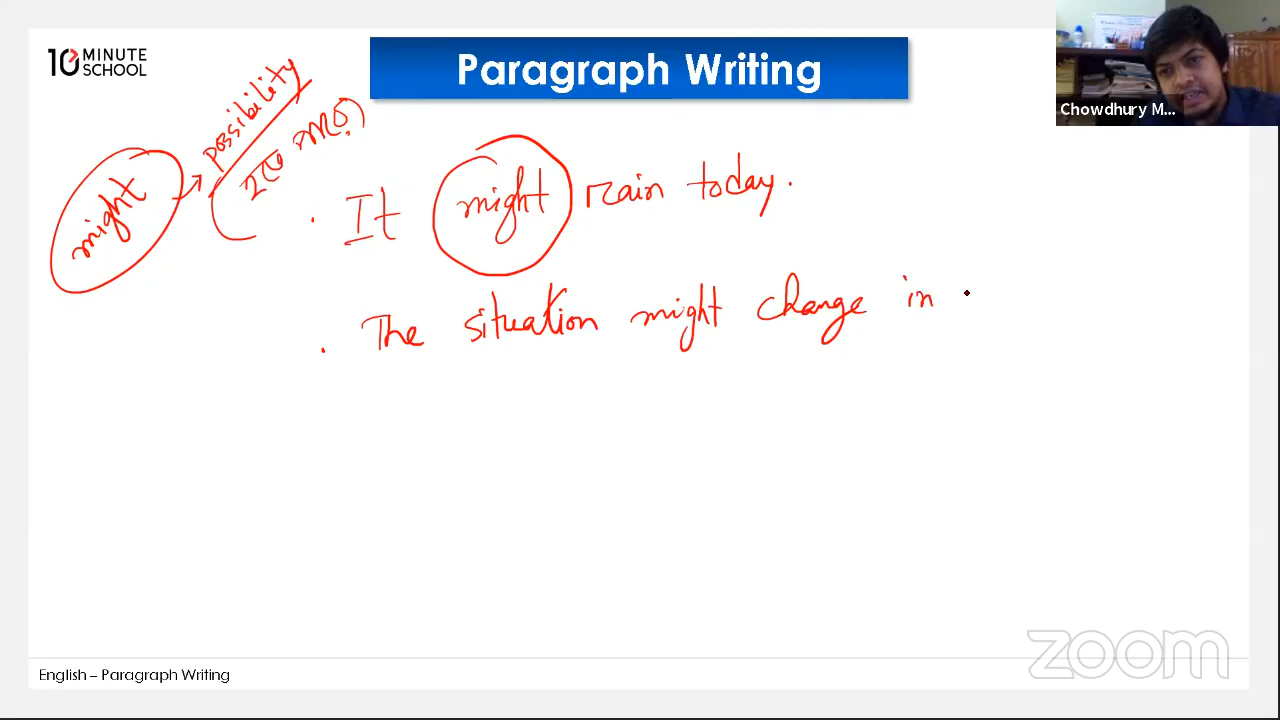 10 MINUTE SCHOOL
Paragraph Writing
Chowdhury M...
might → possibility
হতে পারে
. It might rain today.
. The situation might change in
English – Paragraph Writing
zoom